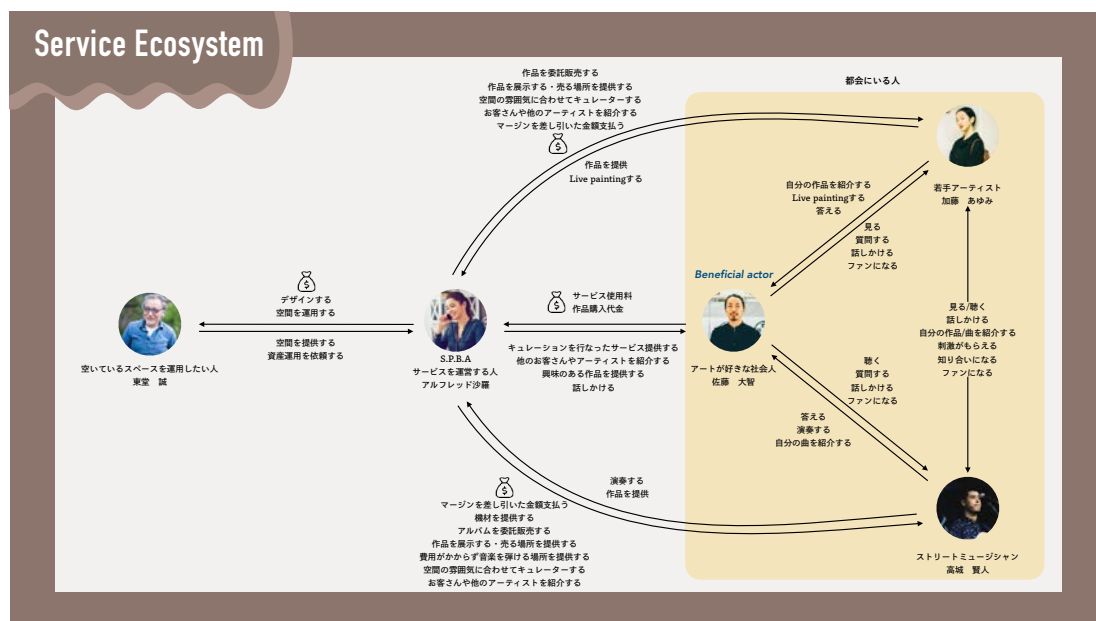 Service Ecosystem
作品を委託販売する
作品を展示する・売る場所を提供する
空間の雰囲気に合わせてキュレーターする
お客さんや他のアーティストを紹介する
マージンを差し引いた金額支払う
$
作品を提供
Live paintingする
都会にいる人
若手アーティスト
加藤　あゆみ
自分の作品を紹介する
Live paintingする
答える
見る
質問する
話しかける
ファンになる
Beneficial actor
$
デザインする
空間を運用する
空間を提供する
資産運用を依頼する
空いているスペースを運用したい人
東堂　誠
S.P.B.A
サービスを運営する人
アルフレッド沙羅
$
サービス使用料
作品購入代金
キュレーションを行なったサービス提供する
他のお客さんやアーティストを紹介する
興味のある作品を提供する
話しかける
アートが好きな社会人
佐藤　大智
見る/聴く
話しかける
自分の作品/曲を紹介する
刺激がもらえる
知り合いになる
ファンになる
聴く
質問する
話しかける
ファンになる
答える
演奏する
自分の曲を紹介する
演奏する
作品を提供
$
マージンを差し引いた金額支払う
機材を提供する
アルバムを委託販売する
作品を展示する・売る場所を提供する
費用がかからず音楽を弾ける場所を提供する
空間の雰囲気に合わせてキュレーターする
お客さんや他のアーティストを紹介する
ストリートミュージシャン
高城　賢人